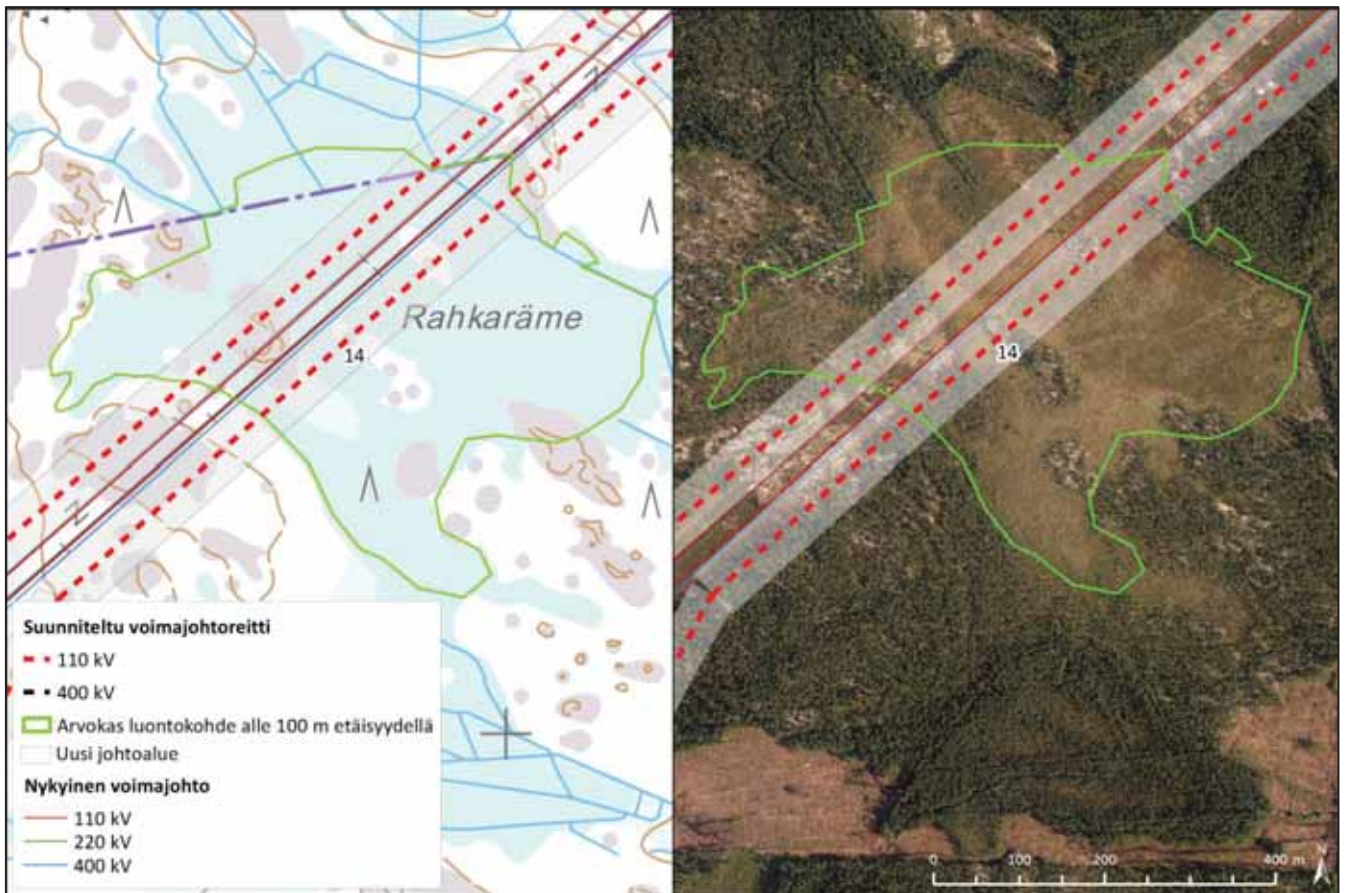 Rahkaräme
14
14
Suunniteltu voimajohtoreitti
110 kV
400 kV
Arvokas luontokohde alle 100 m etäisyydellä
Uusi johtoalue
Nykyinen voimajohto
110 kV
220 kV
400 kV
N
0 100 200 400 m